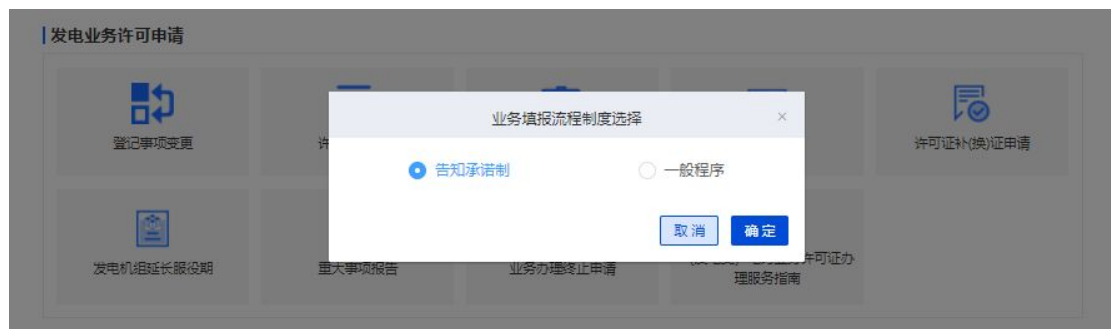 发电业务许可申请
业务填报流程制度选择
×
告知承诺制
一般程序
取消
确定
登记事项变更
许
许可证补(换)证申请
发电机组延长服役期
重大事项报告
业务办理终止申请
许可证办
理服务指南